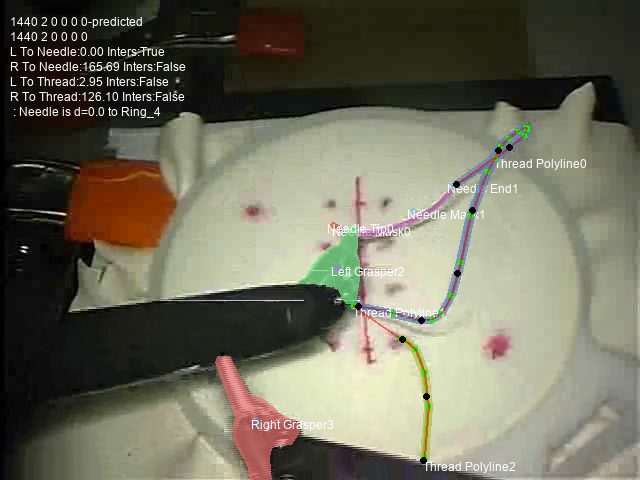 1440 2 0 0 0 0-predicted
1440 2 0 0 0 0
L To Needle:0.00 Inters:True
R To Needle:165.69 Inters:False
L To Thread:2.95 Inters:False
R To Thread:126.10 Inters:False
: Needle is d=0.0 to Ring_4
Thread Polyline0
Needle End1
Needle Mask1
Needle Tip0
Left Grasper2
Thread Polyline
Right Grasper3
Thread Polyline2